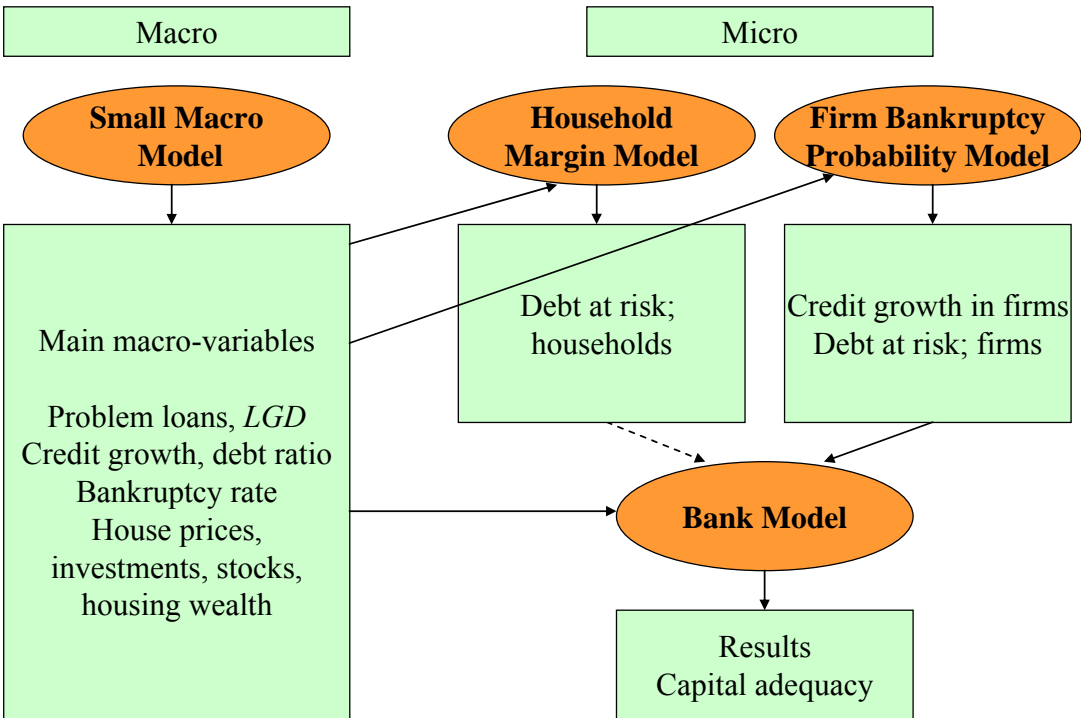 Macro
Micro
Small Macro
Model
Household
Margin Model
Firm Bankruptcy
Probability Model
Main macro-variables
Problem loans, LGD
Credit growth, debt ratio
Bankruptcy rate
House prices,
investments, stocks,
housing wealth
Debt at risk;
households
Credit growth in firms
Debt at risk; firms
Bank Model
Results
Capital adequacy